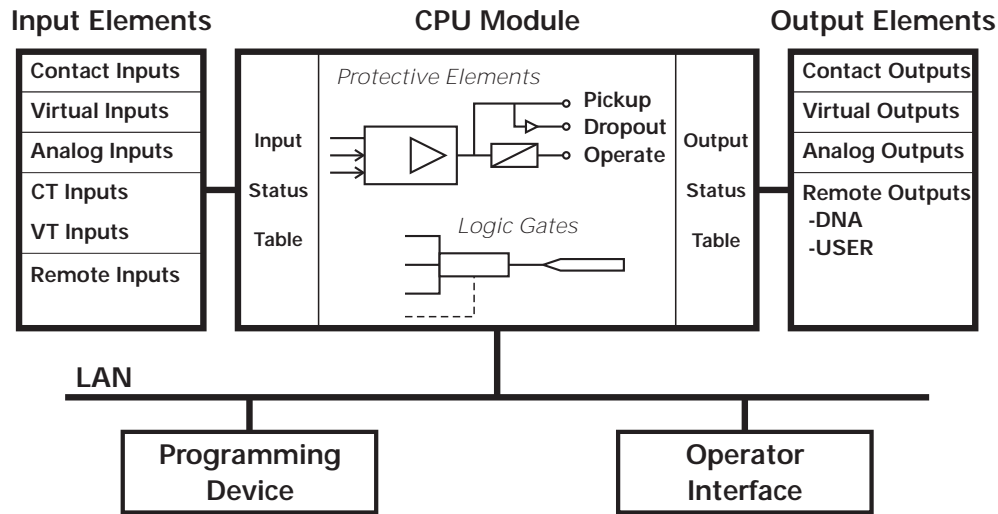 Input Elements
CPU Module
Output Elements
Contact Inputs
Virtual Inputs
Analog Inputs
CT Inputs
VT Inputs
Remote Inputs
Input
Status
Table
Protective Elements
Pickup
Dropout
Operate
Logic Gates
Output
Status
Table
Contact Outputs
Virtual Outputs
Analog Outputs
Remote Outputs
-DNA
-USER
LAN
Programming
Device
Operator
Interface